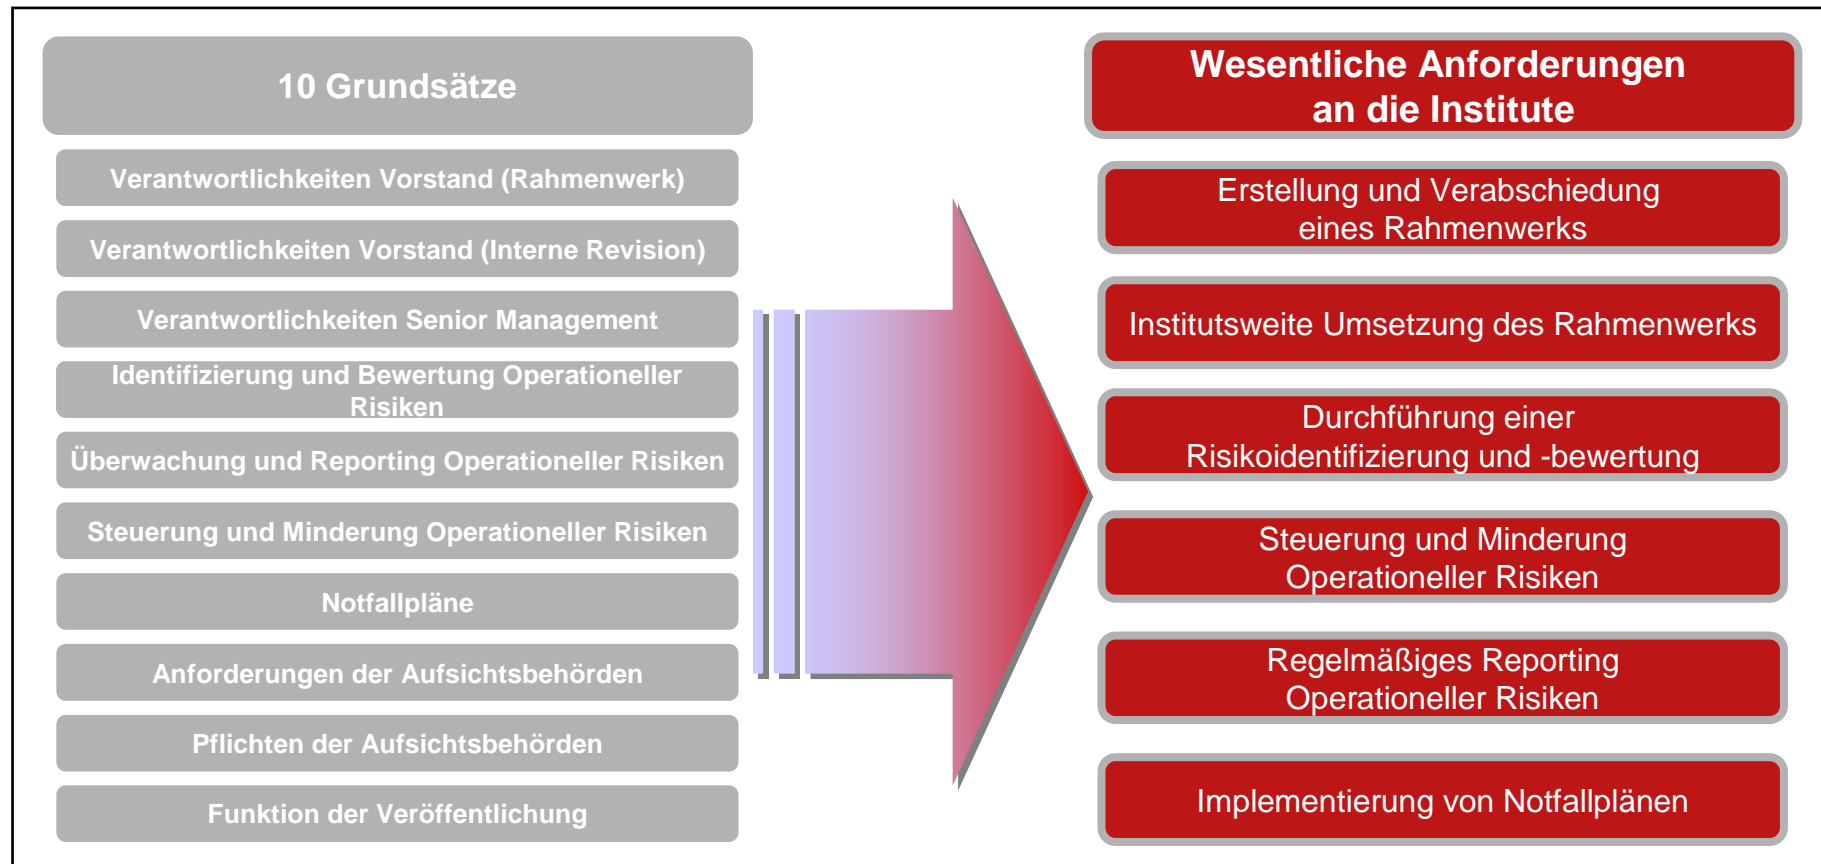 10 Grundsätze
Verantwortlichkeiten Vorstand (Rahmenwerk)
Verantwortlichkeiten Vorstand (Interne Revision)
Verantwortlichkeiten Senior Management
Identifizierung und Bewertung Operationeller
Risiken
Überwachung und Reporting Operationeller Risiken
Steuerung und Minderung Operationeller Risiken
Notfallpläne
Anforderungen der Aufsichtsbehörden
Pflichten der Aufsichtsbehörden
Funktion der Veröffentlichung
Wesentliche Anforderungen
an die Institute
Erstellung und Verabschiedung
eines Rahmenwerks
Institutsweite Umsetzung des Rahmenwerks
Durchführung einer
Risikoidentifizierung und -bewertung
Steuerung und Minderung
Operationeller Risiken
Regelmäßiges Reporting
Operationeller Risiken
Implementierung von Notfallplänen